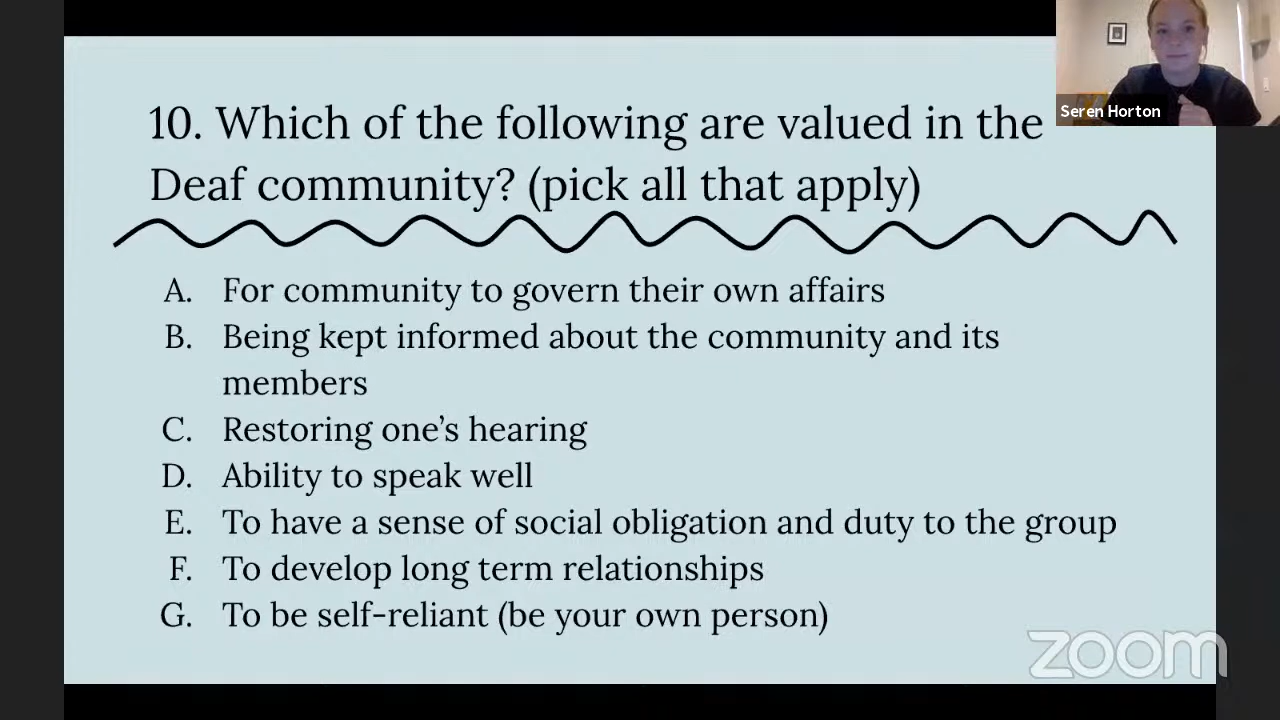 10. Which of the following are valued in the
Deaf community? (pick all that apply)
A. For community to govern their own affairs
B. Being kept informed about the community and its
members
C. Restoring one’s hearing
D. Ability to speak well
E. To have a sense of social obligation and duty to the group
F. To develop long term relationships
G. To be self-reliant (be your own person)
Seren Horton
zoom